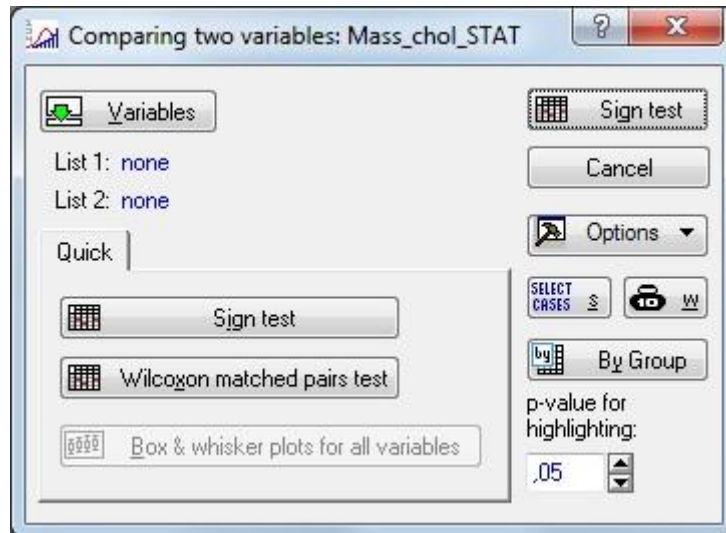 Comparing two variables: Mass_chol_STAT
?
X
Variables
List 1: none
List 2: none
Quick
Sign test
Wilcoxon matched pairs test
Box & whisker plots for all variables
Sign test
Cancel
Options
SELECT
CASES S
W
By Group
p-value for
highlighting:
,05